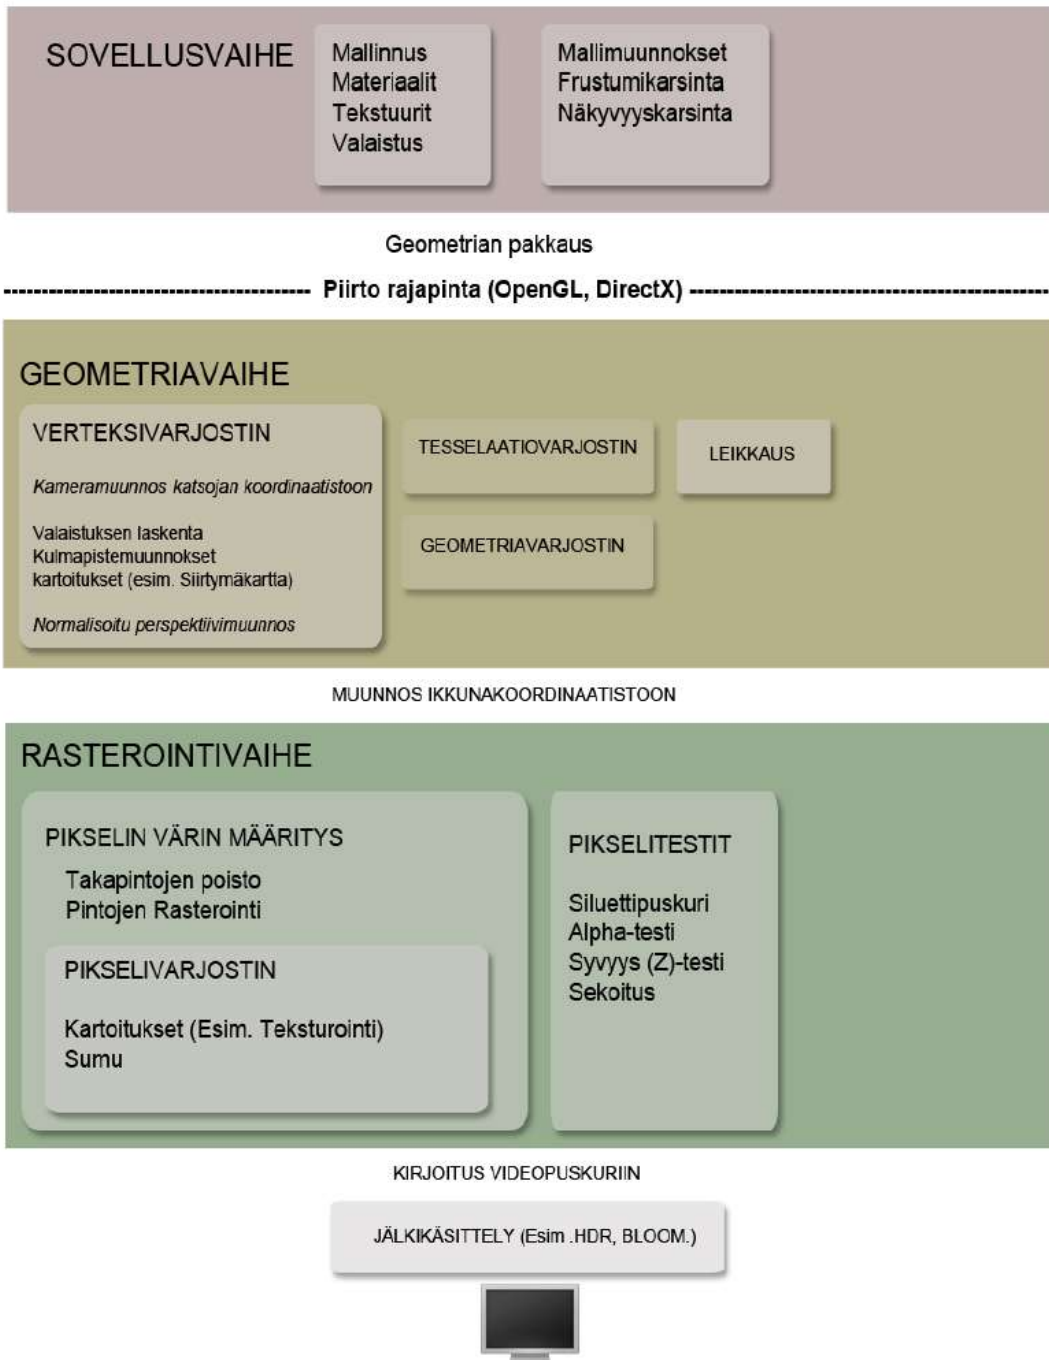 SOVELLUSVAIHE
Mallinnus
Materiaalit
Tekstuurit
Valaistus
Mallimuunnokset
Frustumikarsinta
Näkyvyyskarsinta
Geometrian pakkaus
Piirto rajapinta (OpenGL, DirectX)
GEOMETRIAVAIHE
VERTEKSIVARJOSTIN
Kameramuunnos katsojan koordinaatistoon
Valaistuksen laskenta
Kulmapistemuunnokset
kartoitukset (esim. Siirtymäkartta)
Normalisoitu perspektiivimuunnos
TESSELAATIOVARJOSTIN
GEOMETRIAVARJOSTIN
LEIKKAUS
MUUNNOS IKKUNAKOORDINAATISTOON
RASTEROINTIVAIHE
PIKSELIN VÄRIN MÄÄRITYS
Takapintojen poisto
Pintojen Rasterointi
PIKSELIVARJOSTIN
Kartoitukset (Esim. Teksturointi)
Sumu
PIKSELITESTIT
Siluettipuskuri
Alpha-testi
Syvyys (Z)-testi
Sekoitus
KIRJOITUS VIDEOPUSKURIIN
JÄLKIKÄSITTELY (Esim .HDR, BLOOM.)